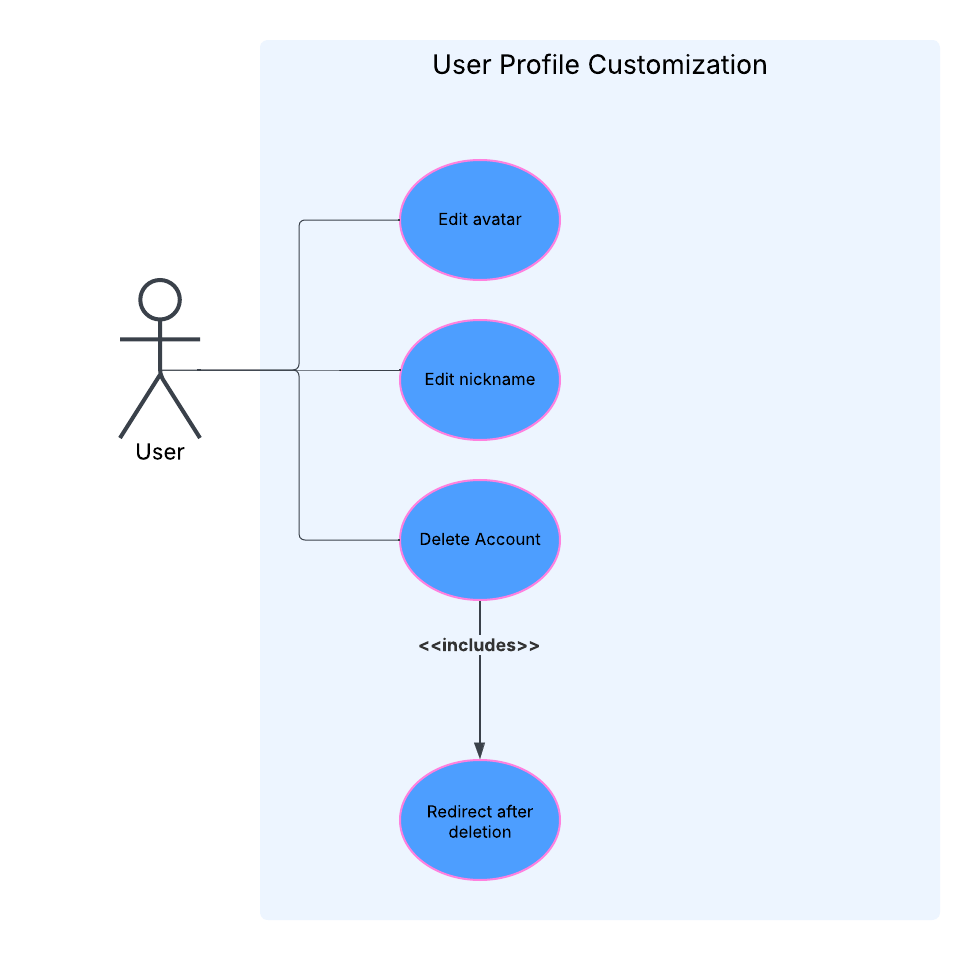 User Profile Customization
Edit avatar
Edit nickname
User
Delete Account
<<includes>>
Redirect after
deletion